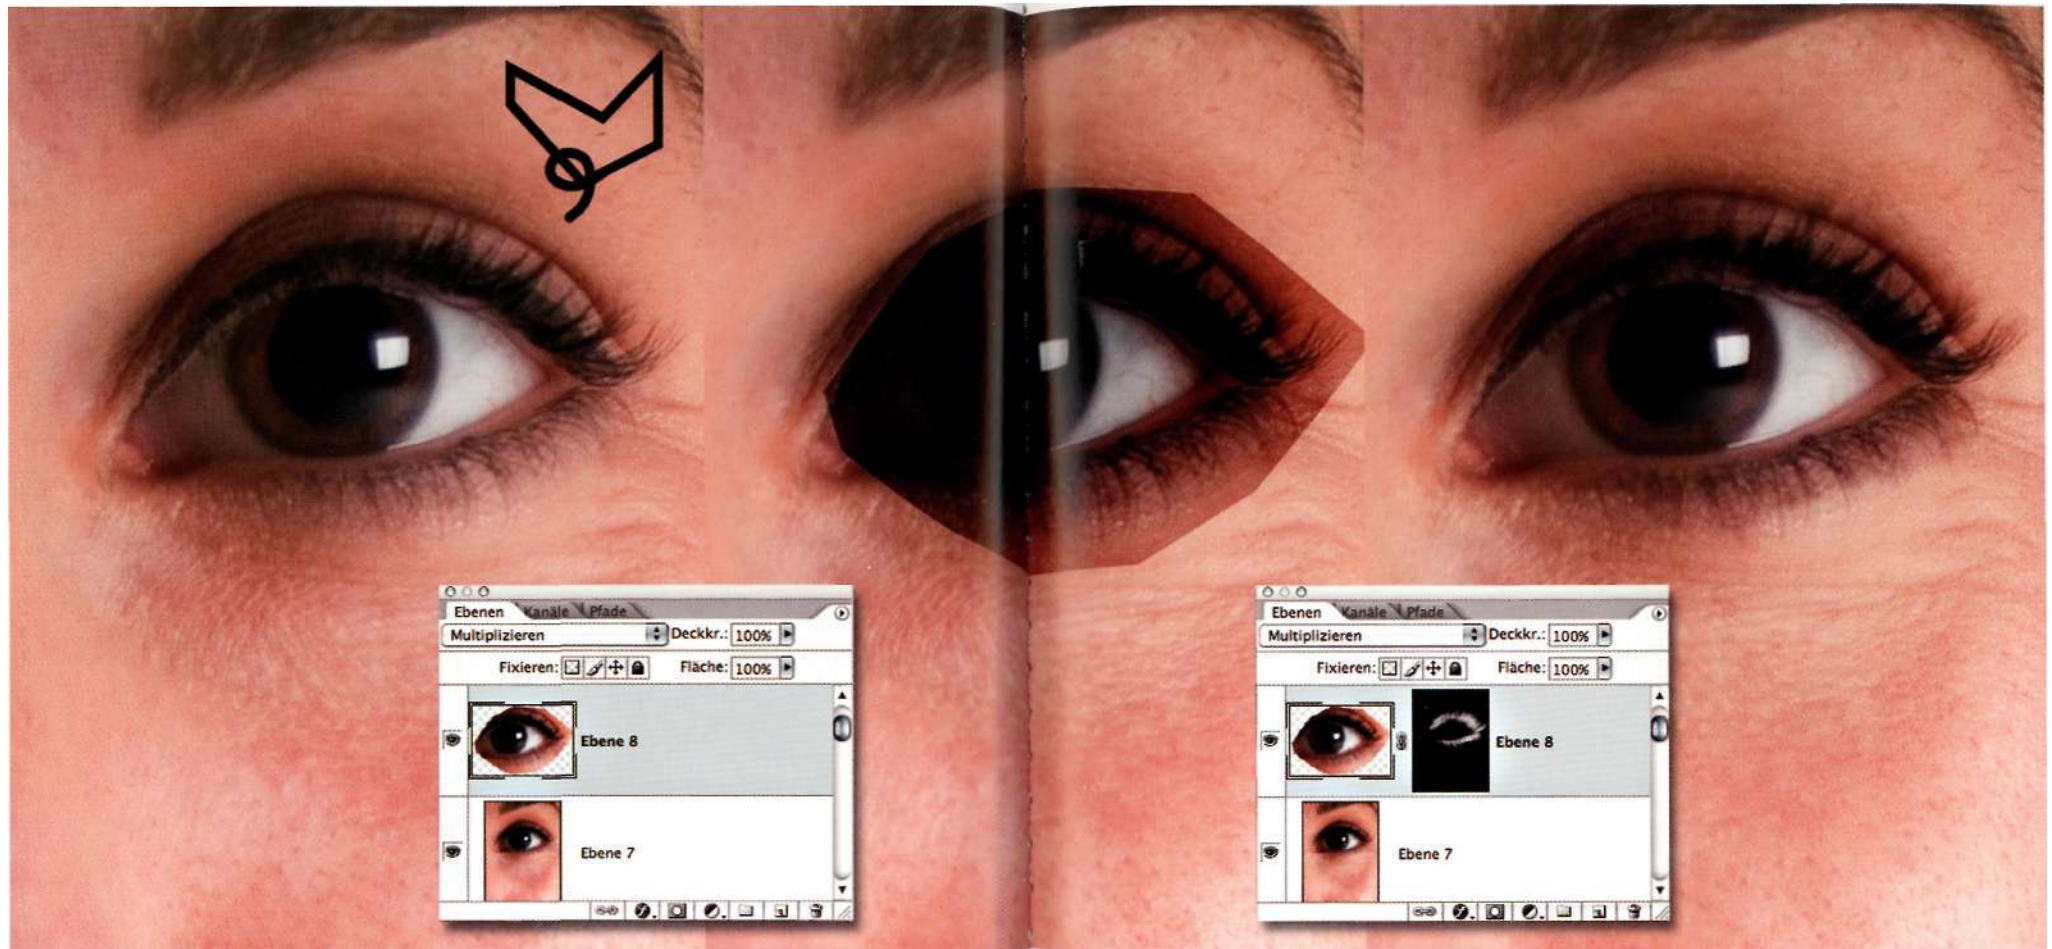 Ebenen Kanäle Pfade
Multiplizieren Deckkr.: 100%
Fixieren: Fläche: 100%
Ebene 8
Ebene 7
Ebenen Kanäle Pfade
Multiplizieren Deckkr.: 100%
Fixieren: Fläche: 100%
Ebene 8
Ebene 7